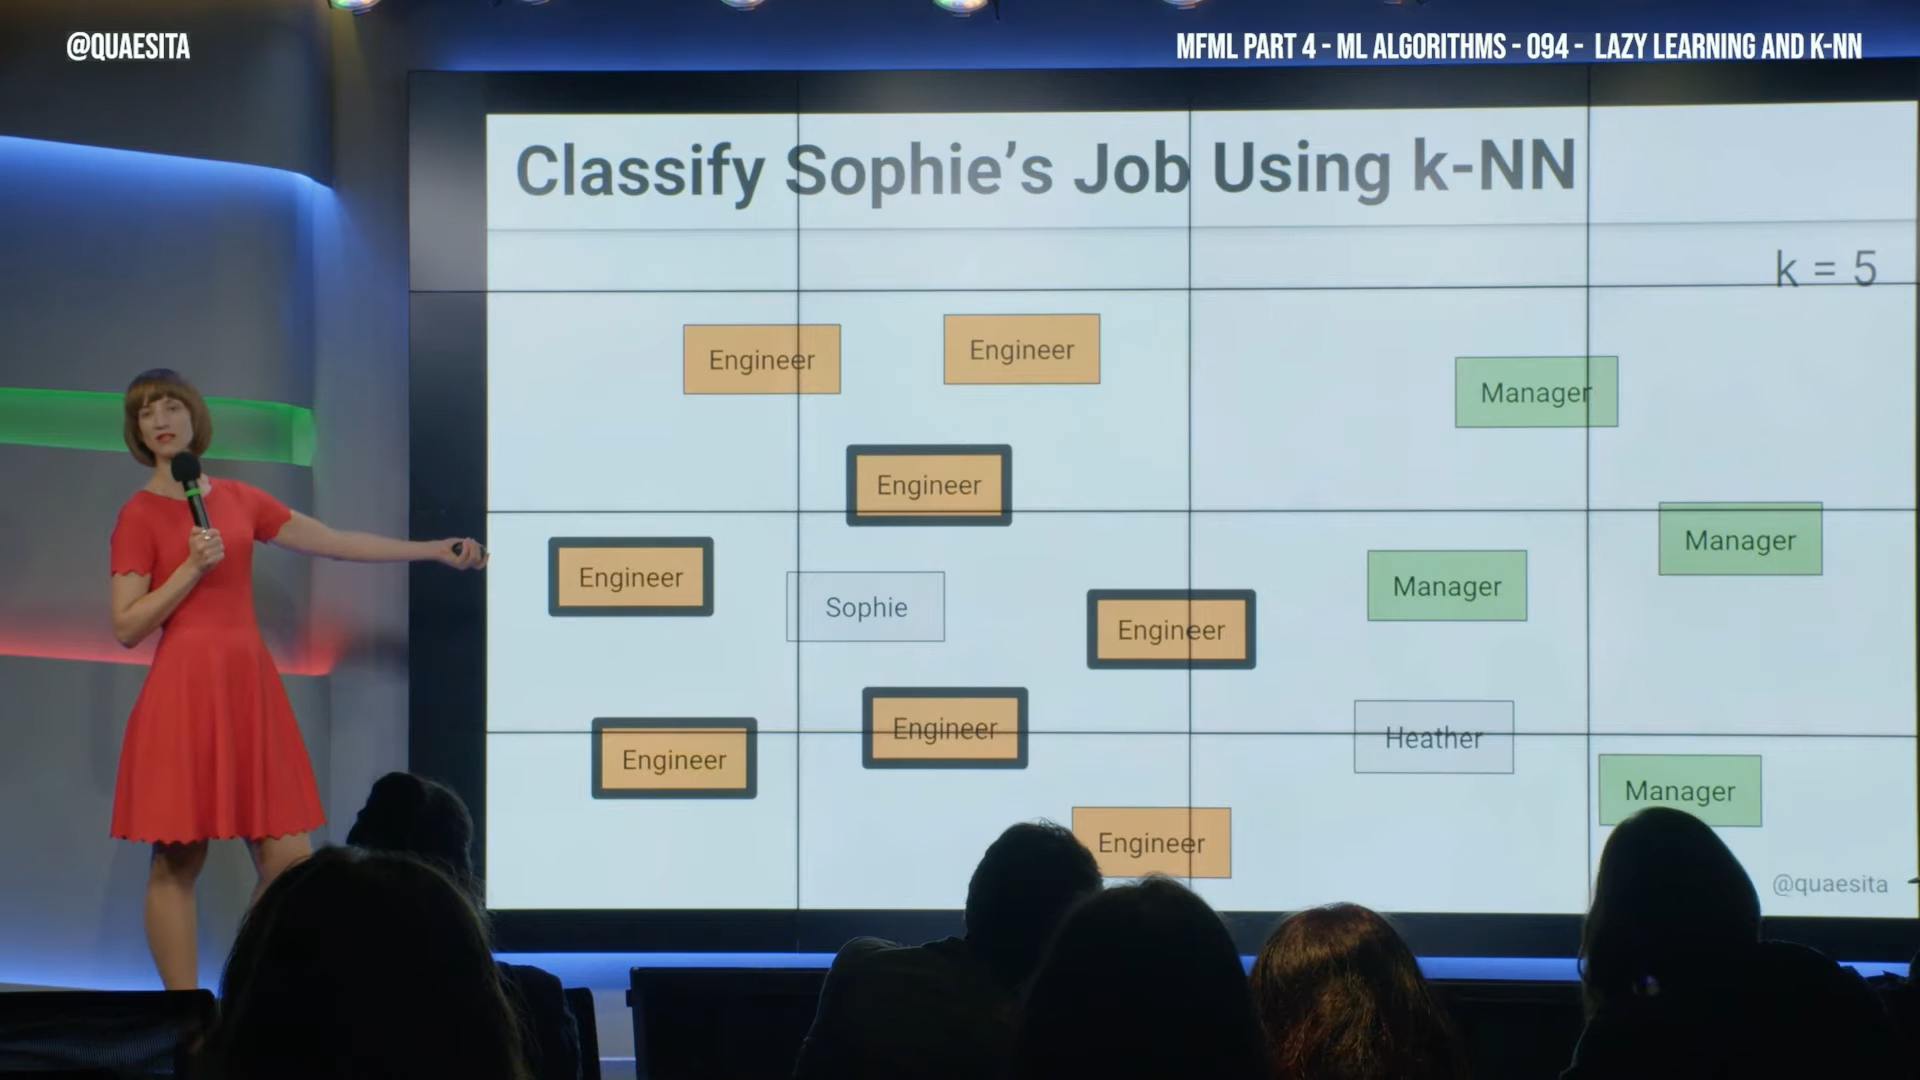 @QUAESITA
MFML PART 4 - ML ALGORITHMS - 094 - LAZY LEARNING AND K-NN
Classify Sophie's Job Using k-NN
k = 5
Engineer
Engineer
Manager
Engineer
Manager
Engineer
Manager
Sophie
Engineer
Engineer
Heather
Engineer
Manager
Engineer
@quaesita